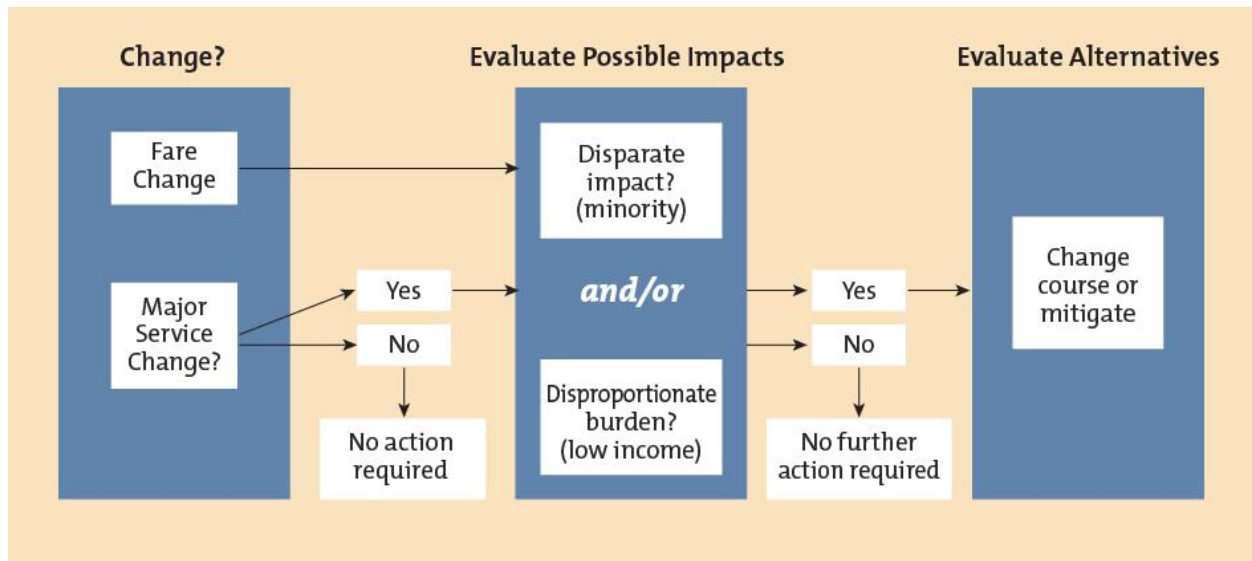 Change?
Evaluate Possible Impacts
Evaluate Alternatives
Fare
Change
Major
Service
Change?
Yes
No
No action
required
Disparate
impact?
(minority)
and/or
Disproportionate
burden?
(low income)
Yes
No
No further
action required
Change
course or
mitigate